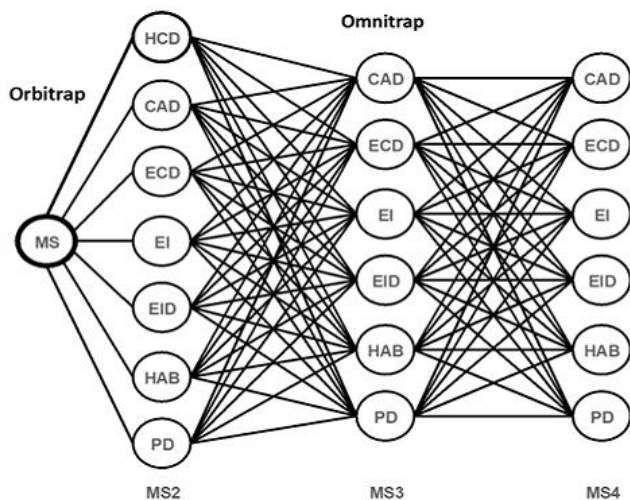 Omnitrap
Orbitrap
MS
HCD
CAD
ECD
EI
EID
HAB
PD
CAD
ECD
EI
EID
HAB
PD
CAD
ECD
EI
EID
HAB
PD
MS2
MS3
MS4